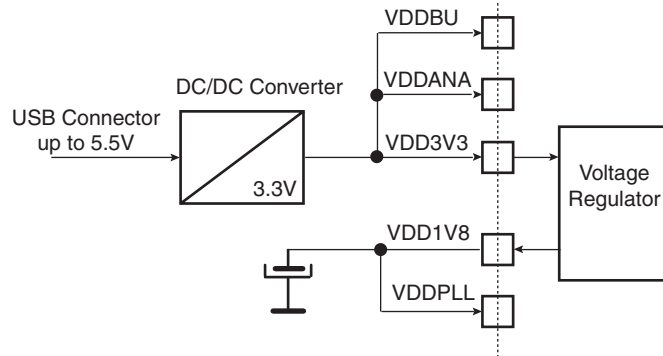 VDDBU
DC/DC Converter
VDDANA
USB Connector
up to 5.5V
VDD3V3
3.3V
Voltage
Regulator
VDD1V8
VDDPLL